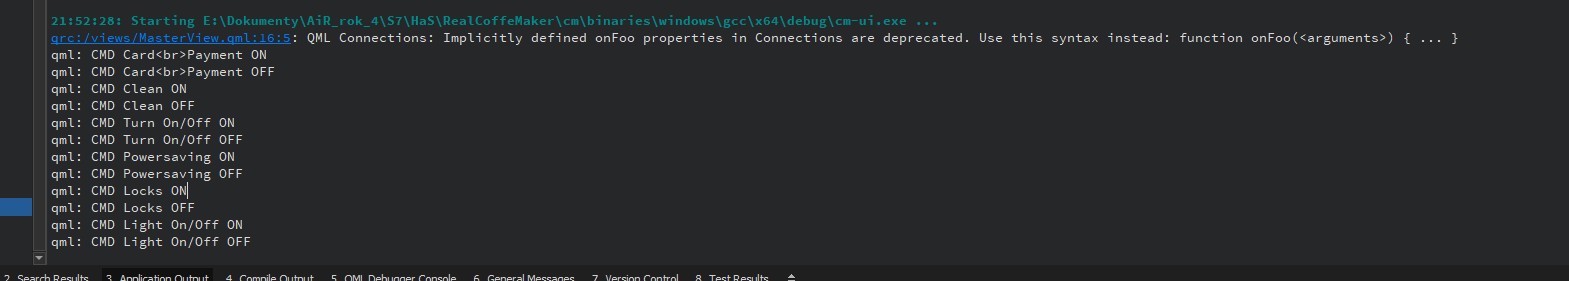 21:52:28: Starting E:\Dokumenty\AiR_rok_4\S7\HaS\RealCoffeMaker\cm\binaries\windows\gcc\x64\debug\cm-ui.exe ...
qrc:/views/MasterView.qml:16:5: QML Connections: Implicitly defined onFoo properties in Connections are deprecated. Use this syntax instead: function onFoo(<arguments>) { ... }
qml: CMD Card<br>Payment ON
qml: CMD Card<br>Payment OFF
qml: CMD Clean ON
qml: CMD Clean OFF
qml: CMD Turn On/Off ON
qml: CMD Turn On/Off OFF
qml: CMD Powersaving ON
qml: CMD Powersaving OFF
qml: CMD Locks ON
qml: CMD Locks OFF
qml: CMD Light On/Off ON
qml: CMD Light On/Off OFF
2 Search Results 3 Application Output 4 Compile Output 5 QML Debugger Console 6 General Messages 7 Version Control 8 Test Results